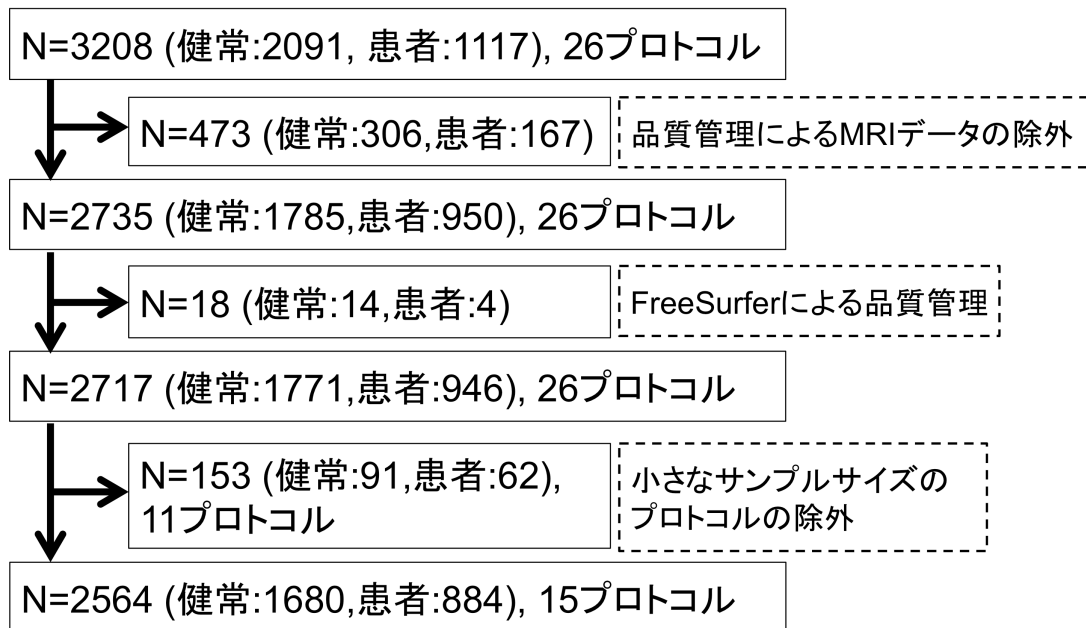 N=3208 (健常:2091, 患者:1117), 26プロトコル
N=473 (健常:306,患者:167)
品質管理によるMRIデータの除外
N=2735 (健常:1785,患者:950), 26プロトコル
N=18 (健常:14,患者:4)
FreeSurferによる品質管理
N=2717 (健常:1771,患者:946), 26プロトコル
N=153 (健常:91,患者:62),
11プロトコル
小さなサンプルサイズの
プロトコルの除外
N=2564 (健常:1680,患者:884), 15プロトコル